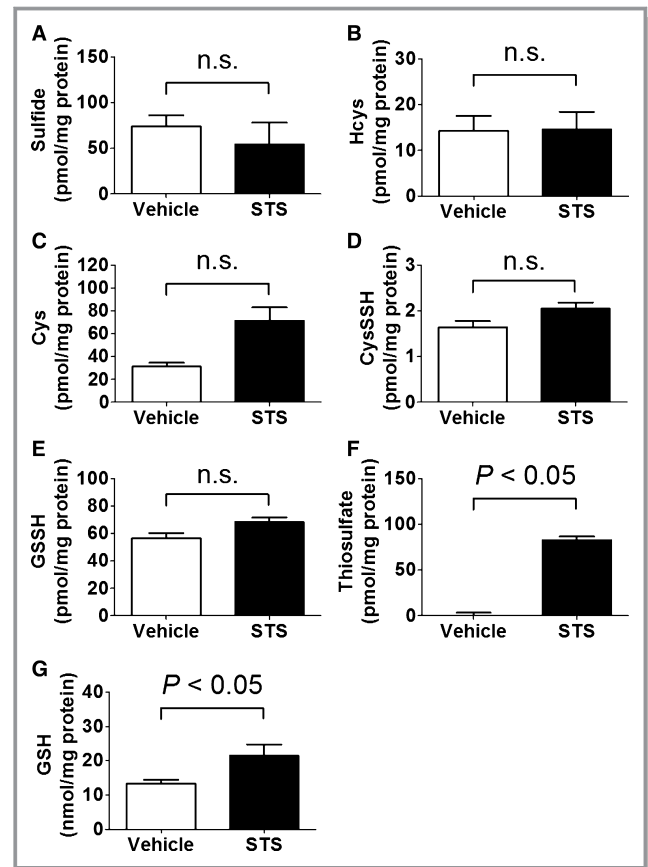 A
Sulfide
(pmol/mg protein)
150
100
50
0
n.s.
Vehicle
STS
B
Hcys
(pmol/mg protein)
30
20
10
0
n.s.
Vehicle
STS
C
Cys
(pmol/mg protein)
120
100
80
60
40
20
0
n.s.
Vehicle
STS
D
CysSSH
(pmol/mg protein)
3
2
1
0
n.s.
Vehicle
STS
E
GSSH
(pmol/mg protein)
100
80
60
40
20
0
n.s.
Vehicle
STS
F
Thiosulfate
(pmol/mg protein)
150
100
50
0
P < 0.05
Vehicle
STS
G
GSH
(nmol/mg protein)
40
30
20
10
0
P < 0.05
Vehicle
STS